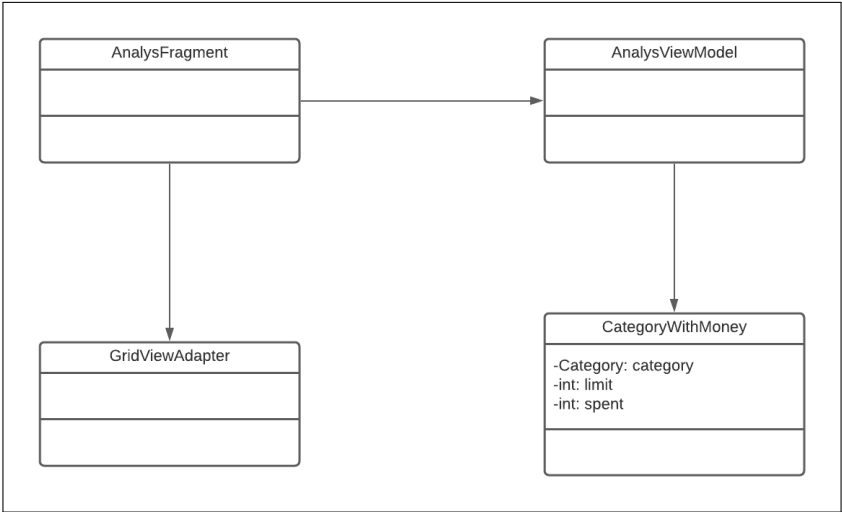 AnalysFragment
AnalysViewModel
GridViewAdapter
CategoryWithMoney
-Category: category
-int: limit
-int: spent